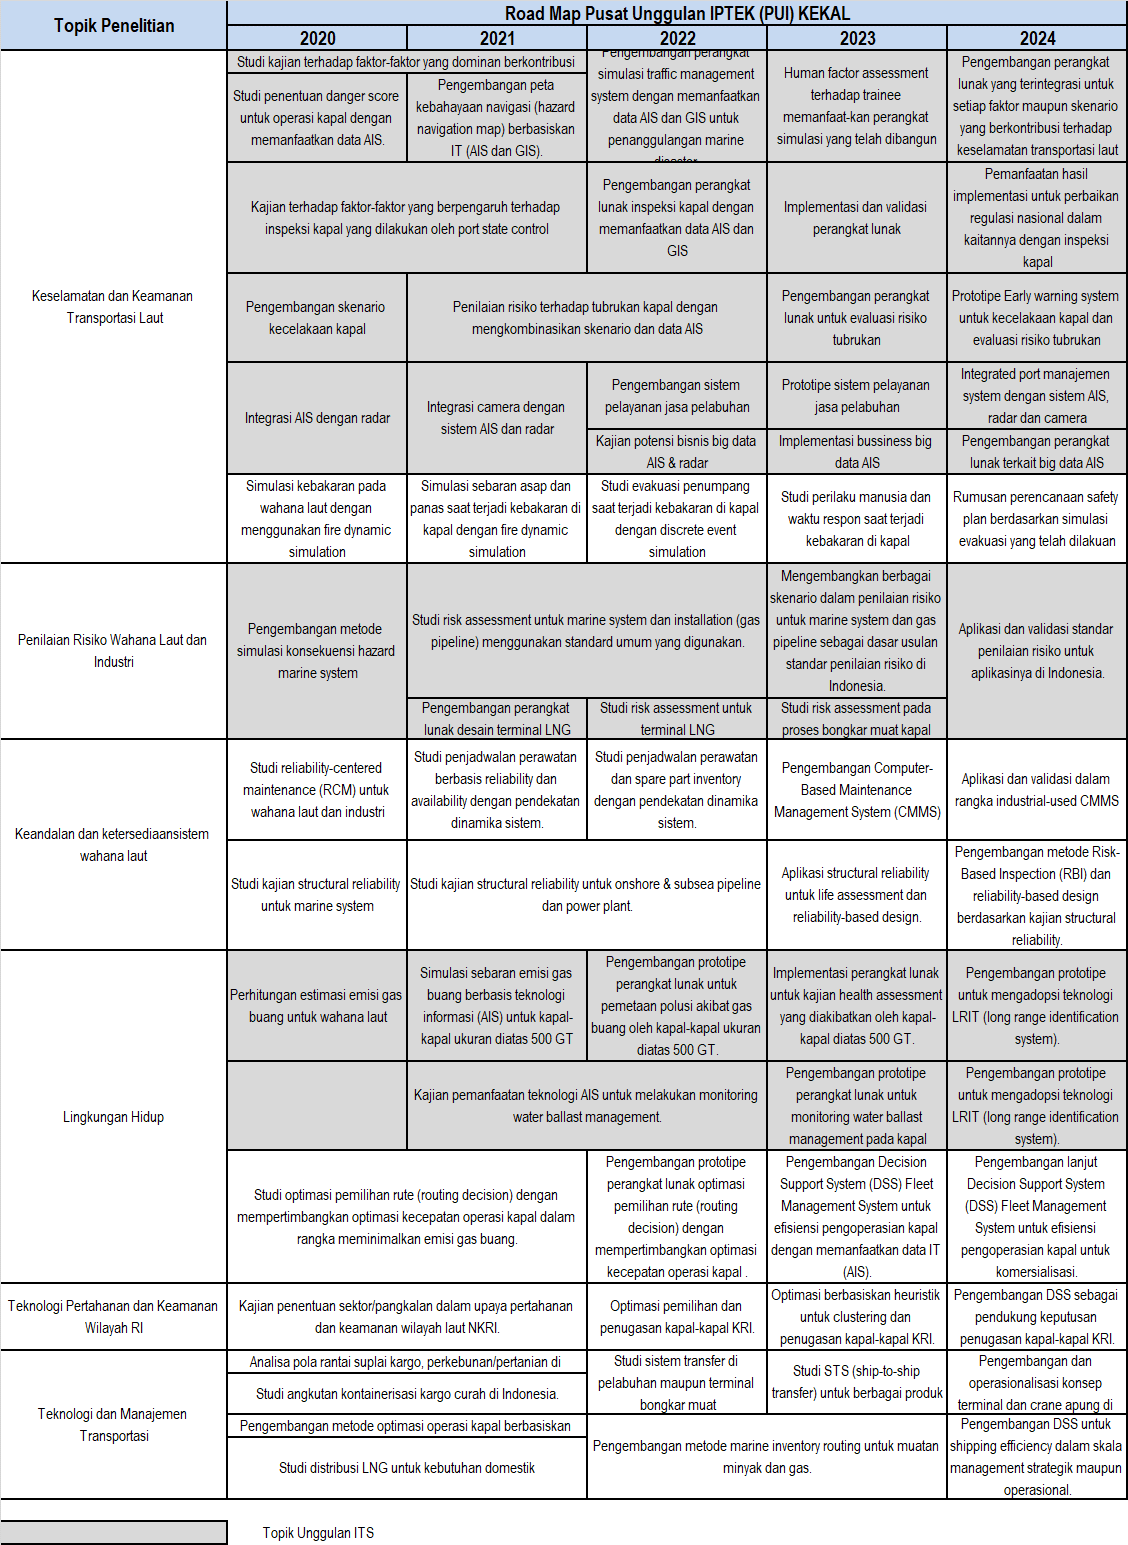 Topik Penelitian
Road Map Pusat Unggulan IPTEK (PUI) KEKAL
2020
2021
2022
2023
2024
Keselamatan dan Keamanan
Transportasi Laut
Studi kajian terhadap faktor-faktor yang dominan berkontribusi
Studi penentuan danger score
untuk operasi kapal dengan
memanfaatkan data AIS.
Pengembangan peta
kebahayaan navigasi (hazard
navigation map) berbasiskan
IT (AIS dan GIS).
Pengembangan perangkat
simulasi traffic management
system dengan memanfaatkan
data AIS dan GIS untuk
penanggulangan marine
disaster
Human factor assessment
terhadap trainee
memanfaat-kan perangkat
simulasi yang telah dibangun
Pengembangan perangkat
lunak yang terintegrasi untuk
setiap faktor maupun skenario
yang berkontribusi terhadap
keselamatan transportasi laut
Kajian terhadap faktor-faktor yang berpengaruh terhadap
inspeksi kapal yang dilakukan oleh port state control
Pengembangan perangkat
lunak inspeksi kapal dengan
memanfaatkan data AIS dan
GIS
Implementasi dan validasi
perangkat lunak
Pemanfaatan hasil
implementasi untuk perbaikan
regulasi nasional dalam
kaitannya dengan inspeksi
kapal
Pengembangan skenario
kecelakaan kapal
Penilaian risiko terhadap tubrukan kapal dengan
mengkombinasikan skenario dan data AIS
Pengembangan perangkat
lunak untuk evaluasi risiko
tubrukan
Prototipe Early warning system
untuk kecelakaan kapal dan
evaluasi risiko tubrukan
Integrasi AIS dengan radar
Integrasi camera dengan
sistem AIS dan radar
Pengembangan sistem
pelayanan jasa pelabuhan
Prototipe sistem pelayanan
jasa pelabuhan
Integrated port manajemen
system dengan sistem AIS,
radar dan camera
Kajian potensi bisnis big data
AIS & radar
Implementasi bussiness big
data AIS
Pengembangan perangkat
lunak terkait big data AIS
Simulasi kebakaran pada
wahana laut dengan
menggunakan fire dynamic
simulation
Simulasi sebaran asap dan
panas saat terjadi kebakaran di
kapal dengan fire dynamic
simulation
Studi evakuasi penumpang
saat terjadi kebakaran di kapal
dengan discrete event
simulation
Studi perilaku manusia dan
waktu respon saat terjadi
kebakaran di kapal
Rumusan perencanaan safety
plan berdasarkan simulasi
evakuasi yang telah dilakuan
Penilaian Risiko Wahana Laut dan
Industri
Pengembangan metode
simulasi konsekuensi hazard
marine system
Studi risk assessment untuk marine system dan installation (gas
pipeline) menggunakan standard umum yang digunakan.
Mengembangkan berbagai
skenario dalam penilaian risiko
untuk marine system dan gas
pipeline sebagai dasar usulan
standar penilaian risiko di
Indonesia.
Aplikasi dan validasi standar
penilaian risiko untuk
aplikasinya di Indonesia.
Pengembangan perangkat
lunak desain terminal LNG
Studi risk assessment untuk
terminal LNG
Studi risk assessment pada
proses bongkar muat kapal
Keandalan dan ketersediaansistem
wahana laut
Studi reliability-centered
maintenance (RCM) untuk
wahana laut dan industri
Studi penjadwalan perawatan
berbasis reliability dan
availability dengan pendekatan
dinamika sistem.
Studi penjadwalan perawatan
dan spare part inventory
dengan pendekatan dinamika
sistem.
Pengembangan Computer-
Based Maintenance
Management System (CMMS)
Aplikasi dan validasi dalam
rangka industrial-used CMMS
Studi kajian structural reliability
untuk marine system
Studi kajian structural reliability untuk onshore & subsea pipeline
dan power plant.
Aplikasi structural reliability
untuk life assessment dan
reliability-based design.
Pengembangan metode Risk-
Based Inspection (RBI) dan
reliability-based design
berdasarkan kajian structural
reliability.
Lingkungan Hidup
Perhitungan estimasi emisi gas
buang untuk wahana laut
Simulasi sebaran emisi gas
buang berbasis teknologi
informasi (AIS) untuk kapal-
kapal ukuran diatas 500 GT
Pengembangan prototipe
perangkat lunak untuk
pemetaan polusi akibat gas
buang oleh kapal-kapal ukuran
diatas 500 GT.
Implementasi perangkat lunak
untuk kajian health assessment
yang diakibatkan oleh kapal-
kapal diatas 500 GT.
Pengembangan prototipe
untuk mengadopsi teknologi
LRIT (long range identification
system).
Kajian pemanfaatan teknologi AIS untuk melakukan monitoring
water ballast management.
Pengembangan prototipe
perangkat lunak untuk
monitoring water ballast
management pada kapal
Pengembangan prototipe
untuk mengadopsi teknologi
LRIT (long range identification
system).
Studi optimasi pemilihan rute (routing decision) dengan
mempertimbangkan optimasi kecepatan operasi kapal dalam
rangka meminimalkan emisi gas buang.
Pengembangan prototipe
perangkat lunak optimasi
pemilihan rute (routing
decision) dengan
mempertimbangkan optimasi
kecepatan operasi kapal .
Pengembangan Decision
Support System (DSS) Fleet
Management System untuk
efisiensi pengoperasian kapal
dengan memanfaatkan data IT
(AIS).
Pengembangan lanjut
Decision Support System
(DSS) Fleet Management
System untuk efisiensi
pengoperasian kapal untuk
komersialisasi.
Teknologi Pertahanan dan Keamanan
Wilayah RI
Kajian penentuan sektor/pangkalan dalam upaya pertahanan
dan keamanan wilayah laut NKRI.
Optimasi pemilihan dan
penugasan kapal-kapal KRI.
Optimasi berbasiskan heuristik
untuk clustering dan
penugasan kapal-kapal KRI.
Pengembangan DSS sebagai
pendukung keputusan
penugasan kapal-kapal KRI.
Teknologi dan Manajemen
Transportasi
Analisa pola rantai suplai kargo, perkebunan/pertanian di
Studi angkutan kontainerisasi kargo curah di Indonesia.
Studi sistem transfer di
pelabuhan maupun terminal
bongkar muat
Studi STS (ship-to-ship
transfer) untuk berbagai produk
Pengembangan dan
operasionalisasi konsep
terminal dan crane apung di
Pengembangan metode optimasi operasi kapal berbasiskan
Studi distribusi LNG untuk kebutuhan domestik
Pengembangan metode marine inventory routing untuk muatan
minyak dan gas.
Pengembangan DSS untuk
shipping efficiency dalam skala
management strategik maupun
operasional.
Topik Unggulan ITS